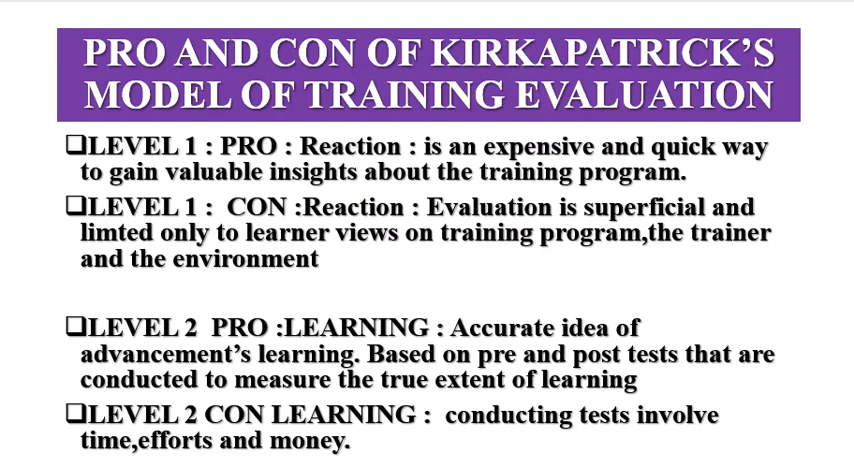 PRO AND CON OF KIRKAPATRICK’S
MODEL OF TRAINING EVALUATION
❑LEVEL 1 : PRO : Reaction : is an expensive and quick way
to gain valuable insights about the training program.
❑LEVEL 1 : CON :Reaction : Evaluation is superficial and
limted only to learner views on training program,the trainer
and the environment
❑LEVEL 2 PRO :LEARNING : Accurate idea of
advancement’s learning. Based on pre and post tests that are
conducted to measure the true extent of learning
❑LEVEL 2 CON LEARNING : conducting tests involve
time,efforts and money.